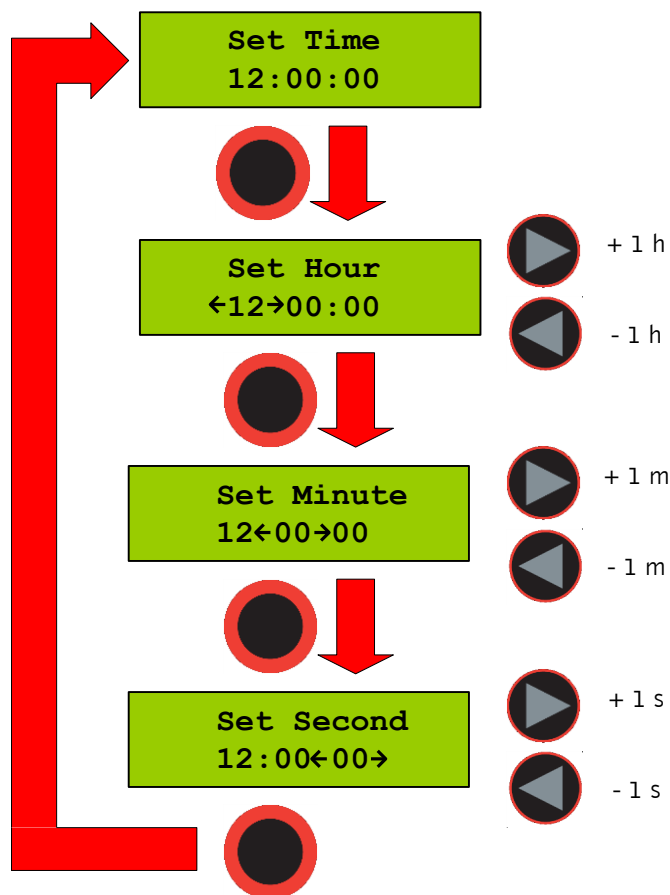 Set Time
12:00:00
Set Hour
←12→00:00
+ 1 h
- 1 h
Set Minute
12←00→00
+ 1 m
- 1 m
Set Second
12:00←00→
+ 1 s
- 1 s